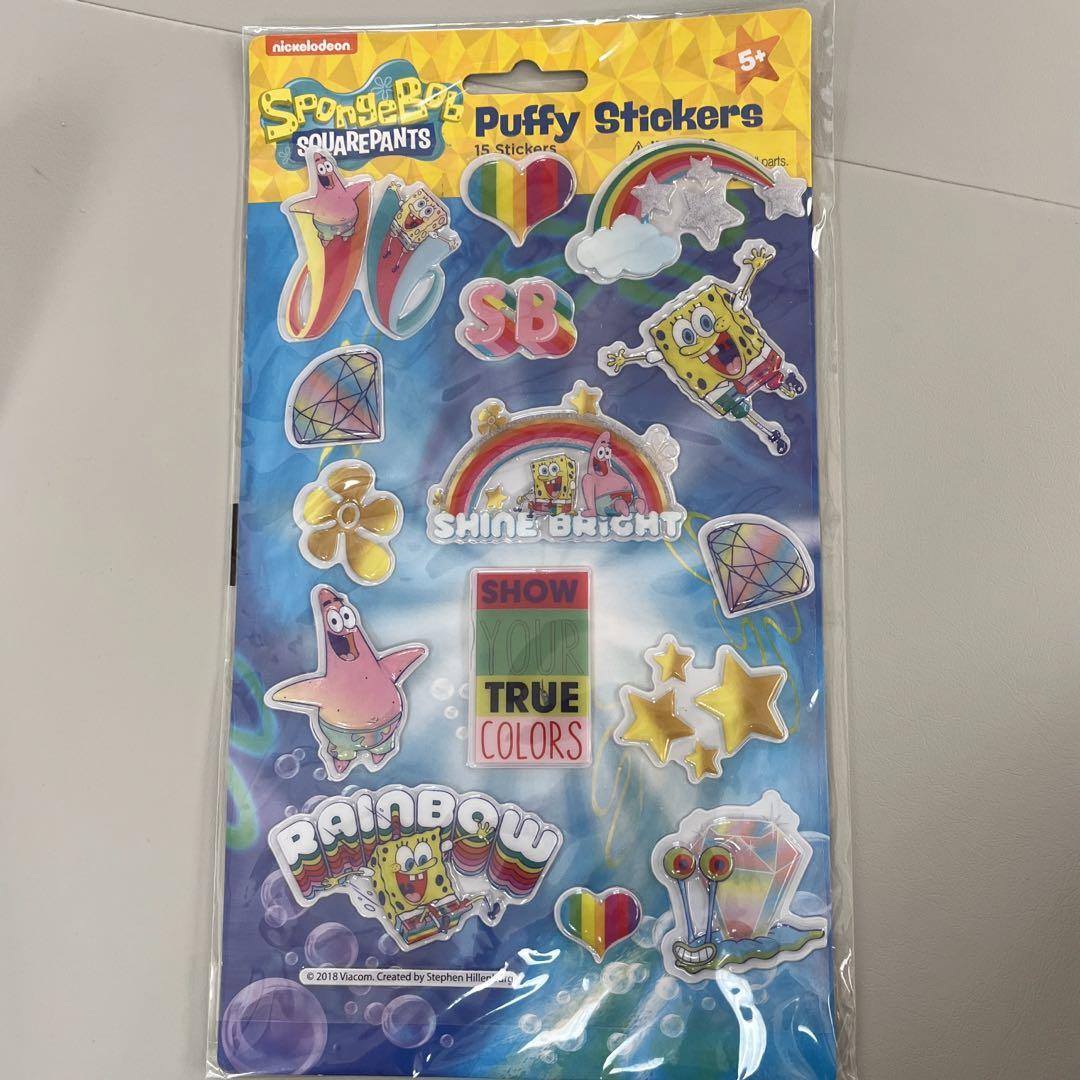 nickelodeon
5+
SpongeBob
SQUAREPANTS
Puffy Stickers
15 Stickers
parts.
SB
SHINE BRIGHT
SHOW
YOUR
TRUE
COLORS
RAINBOW
© 2018 Viacom. Created by Stephen Hillenburg